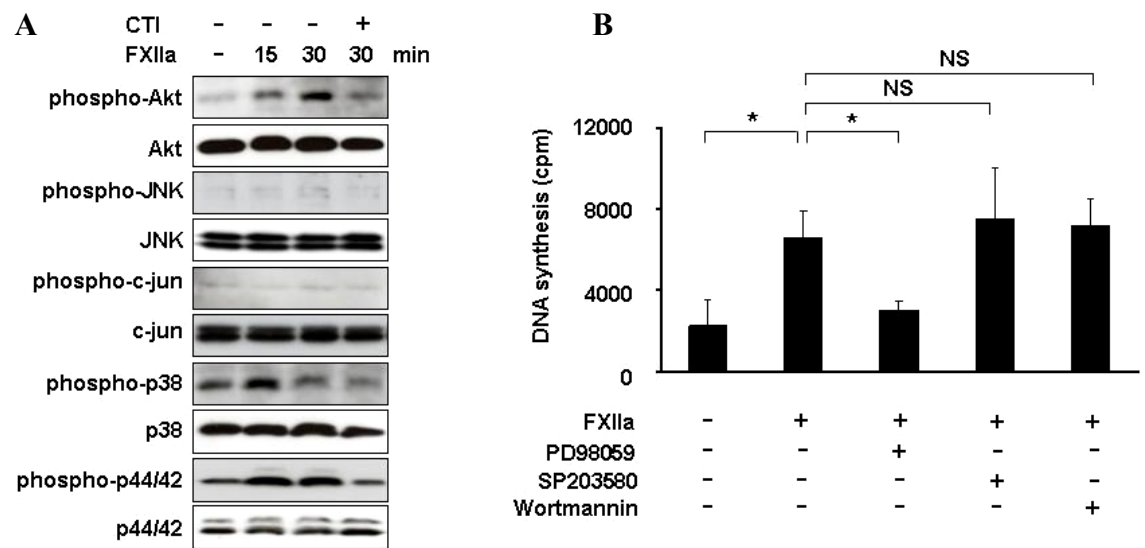 A
CTI - - - +
FXIIa - 15 30 30 min
phospho-Akt
Akt
phospho-JNK
JNK
phospho-c-jun
c-jun
phospho-p38
p38
phospho-p44/42
p44/42
B
NS
NS
* *
DNA synthesis (cpm)
12000
8000
4000
0
FXIIa - + + + +
PD98059 - - + - -
SP203580 - - - + -
Wortmannin - - - - +